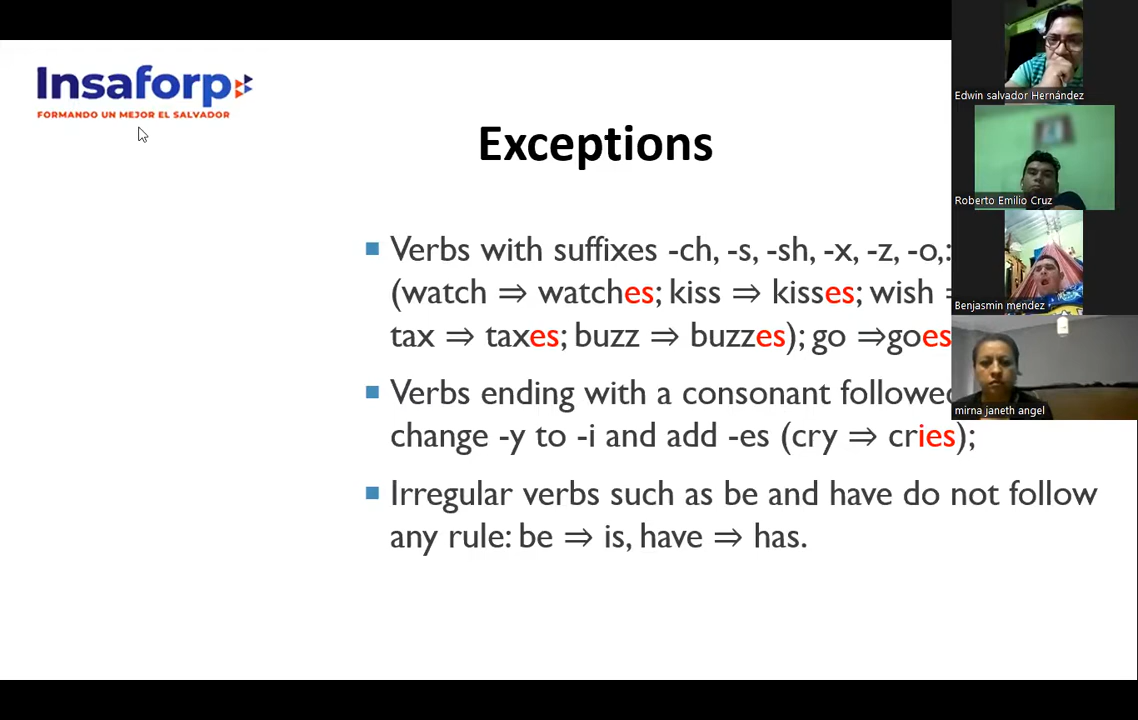 Insaforp
FORMANDO UN MEJOR EL SALVADOR
Exceptions
■ Verbs with suffixes -ch, -s, -sh, -x, -z, -o,:
(watch ⇒ watches; kiss ⇒ kisses; wish =
tax ⇒ taxes; buzz ⇒ buzzes); go ⇒goes
■ Verbs ending with a consonant followed
change -y to -i and add -es (cry ⇒ cries);
■ Irregular verbs such as be and have do not follow
any rule: be ⇒ is, have ⇒ has.
Edwin salvador Hernández
Roberto Emilio Cruz
Benjasmin mendez
mirna janeth angel